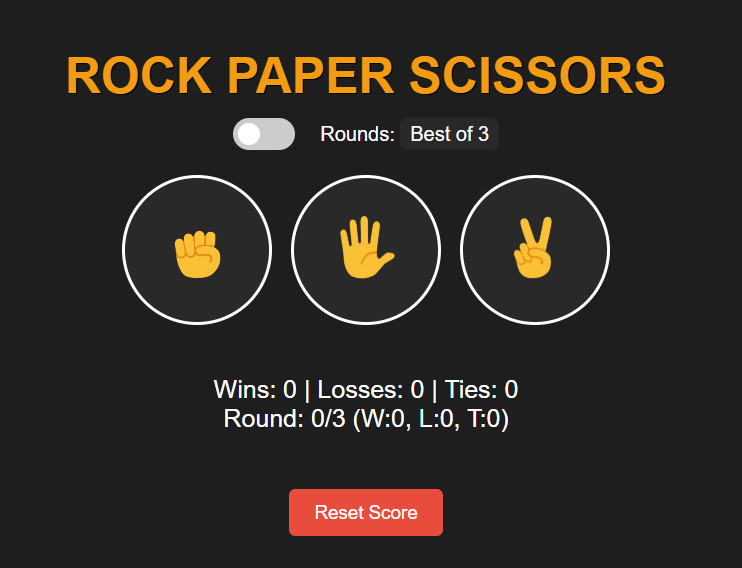 ROCK PAPER SCISSORS
Rounds: Best of 3
Wins: 0 | Losses: 0 | Ties: 0
Round: 0/3 (W:0, L:0, T:0)
Reset Score